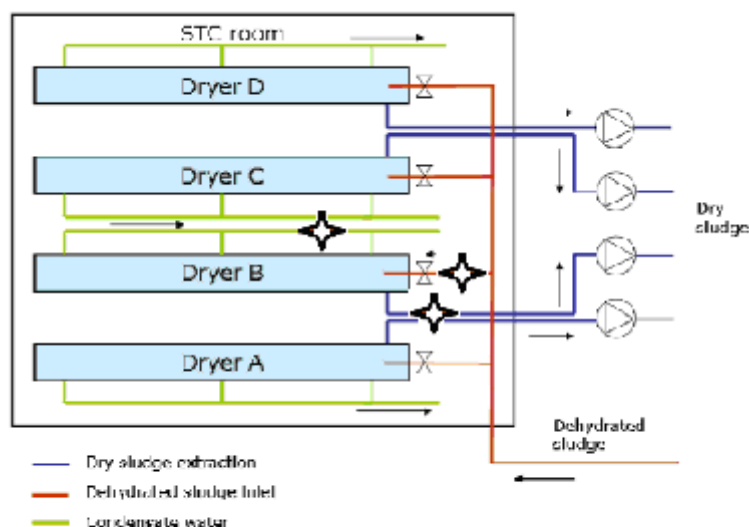 STC room
Dryer D
Dryer C
Dryer B
Dryer A
Dry
sludge
Dehydrated
sludge
Dry sludge extraction
Dehydrated sludge inlet
Condensate water